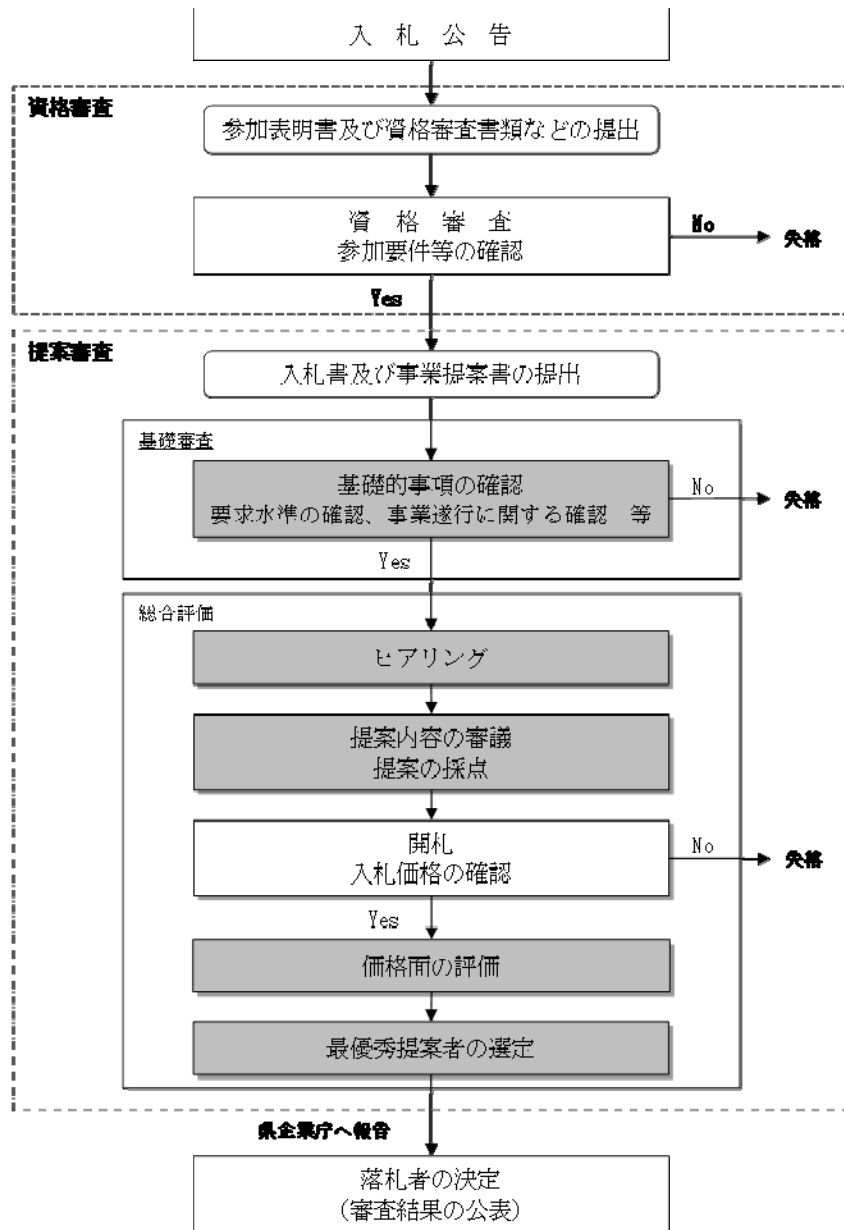 入札公告
資格審査
参加表明書及び資格審査書類などの提出
資格審査
参加要件等の確認
No
失格
Yes
提案審査
入札書及び事業提案書の提出
基礎審査
基礎的事項の確認
要求水準の確認、事業遂行に関する確認　等
No
失格
Yes
総合評価
ヒアリング
提案内容の審議
提案の採点
開札
入札価格の確認
No
失格
Yes
価格面の評価
最優秀提案者の選定
県企業庁へ報告
落札者の決定
(審査結果の公表)